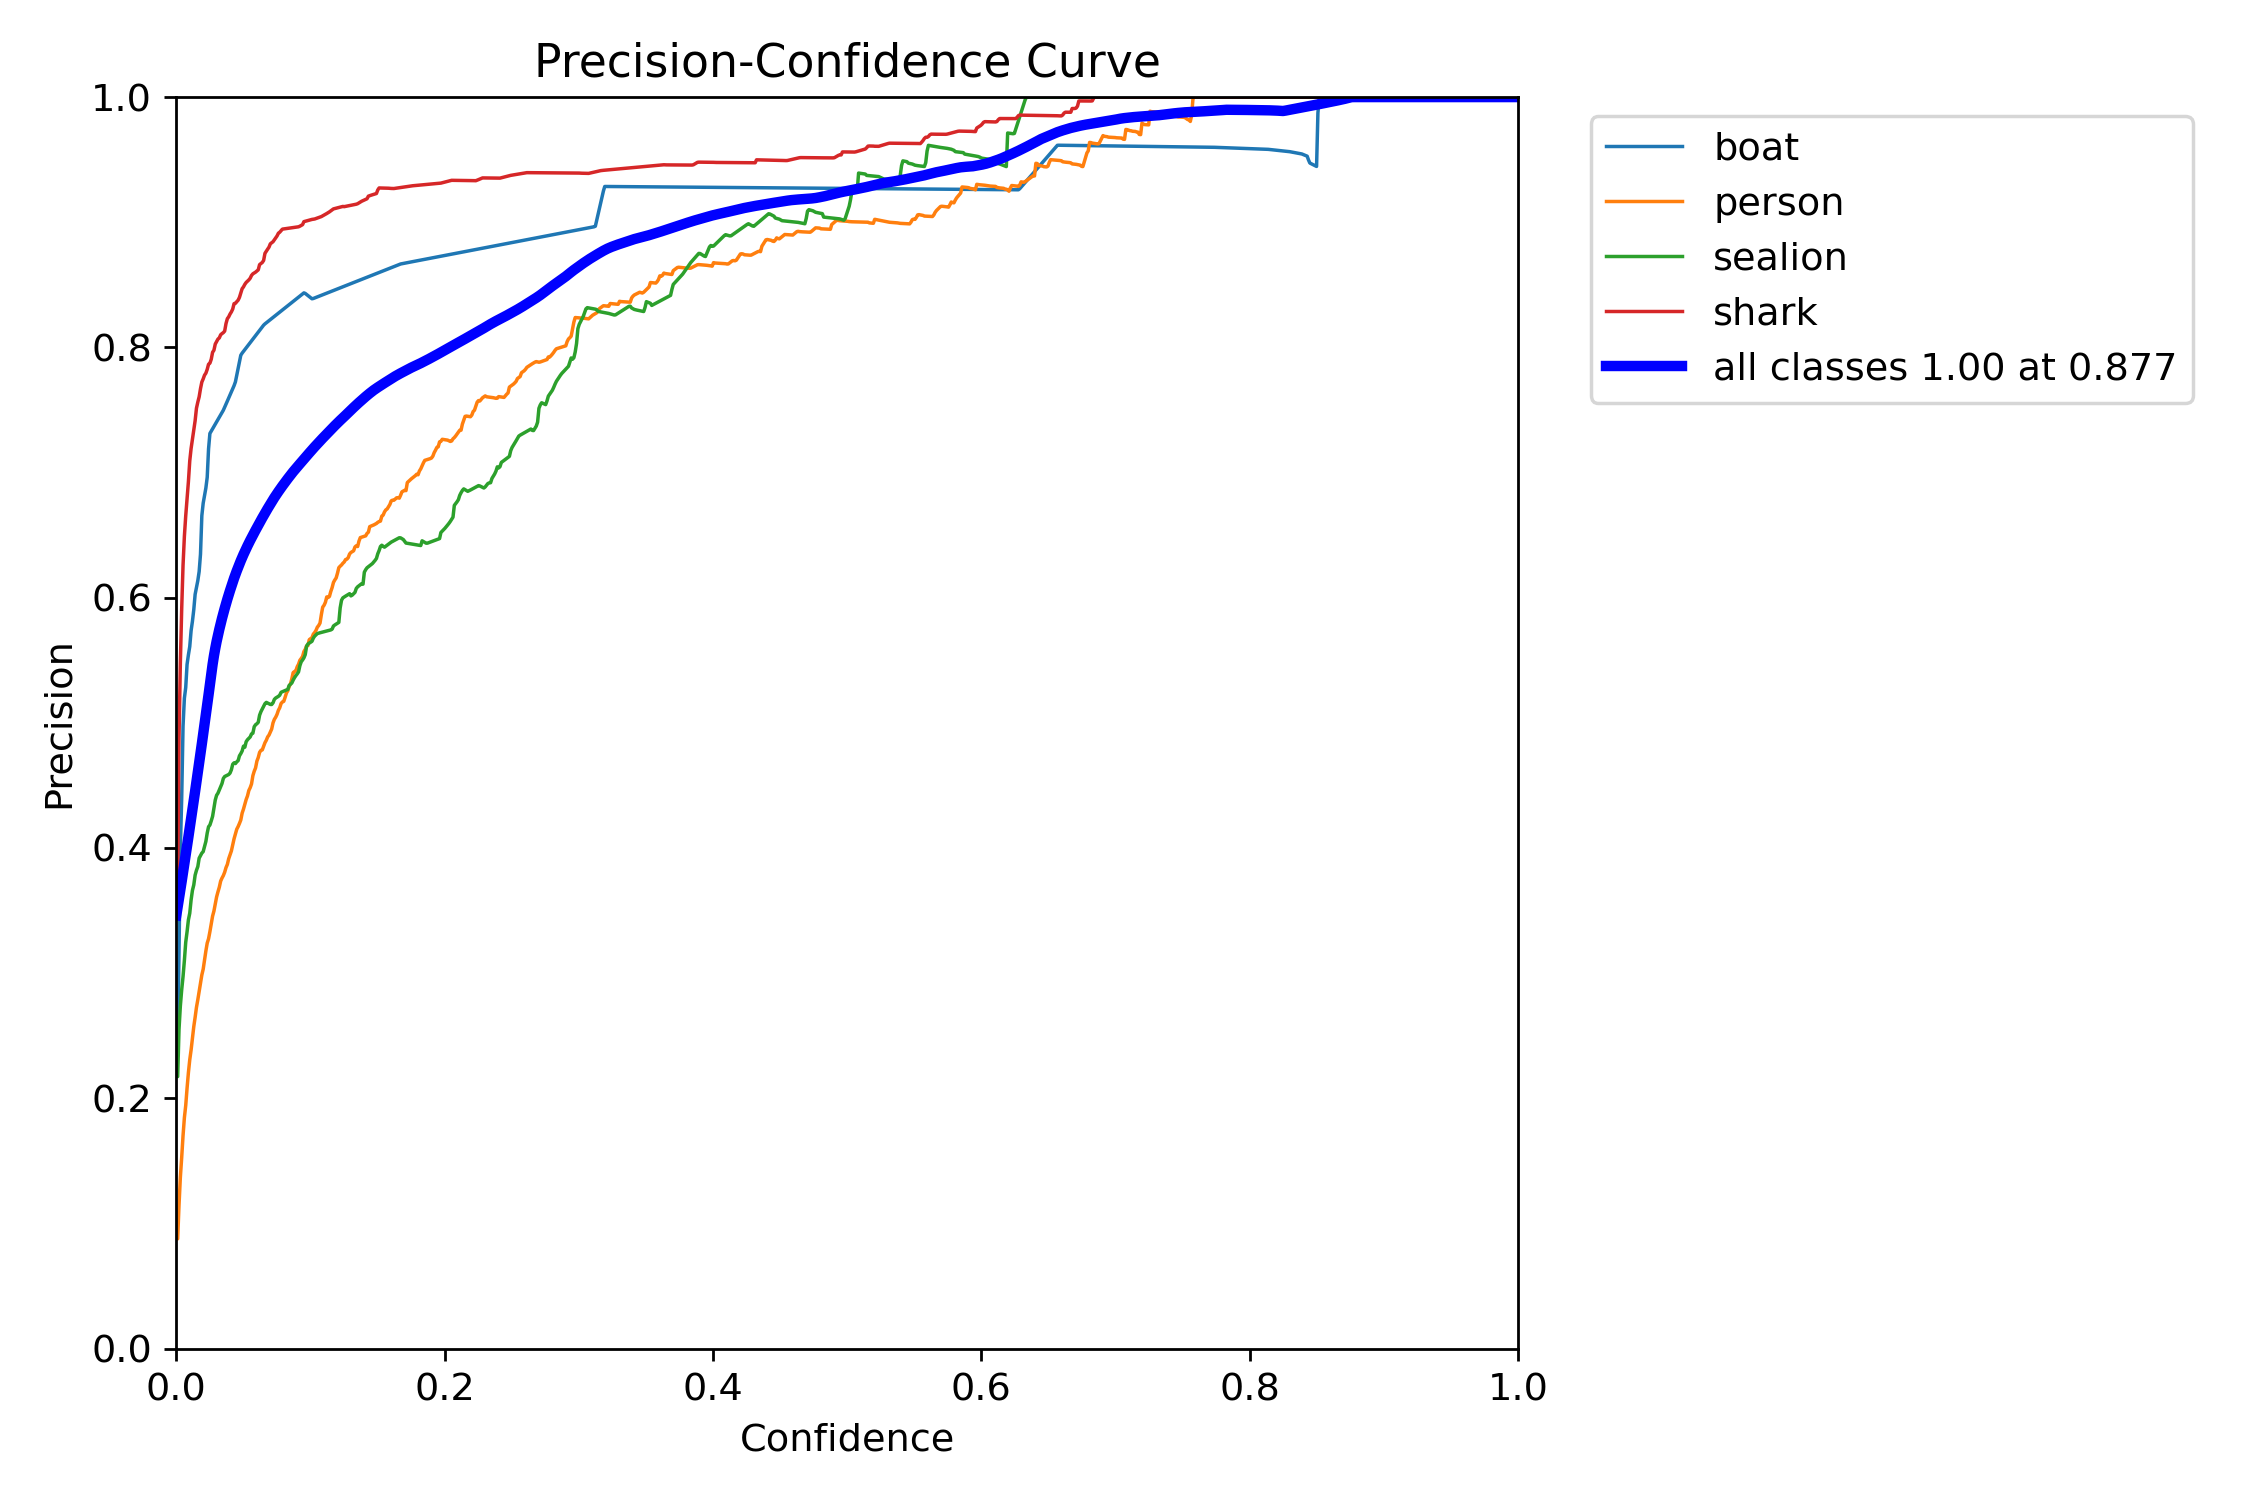 Precision-Confidence Curve
1.0
0.8
0.6
0.4
0.2
0.0
Precision
0.0 0.2 0.4 0.6 0.8 1.0
Confidence
boat
person
sealion
shark
all classes 1.00 at 0.877